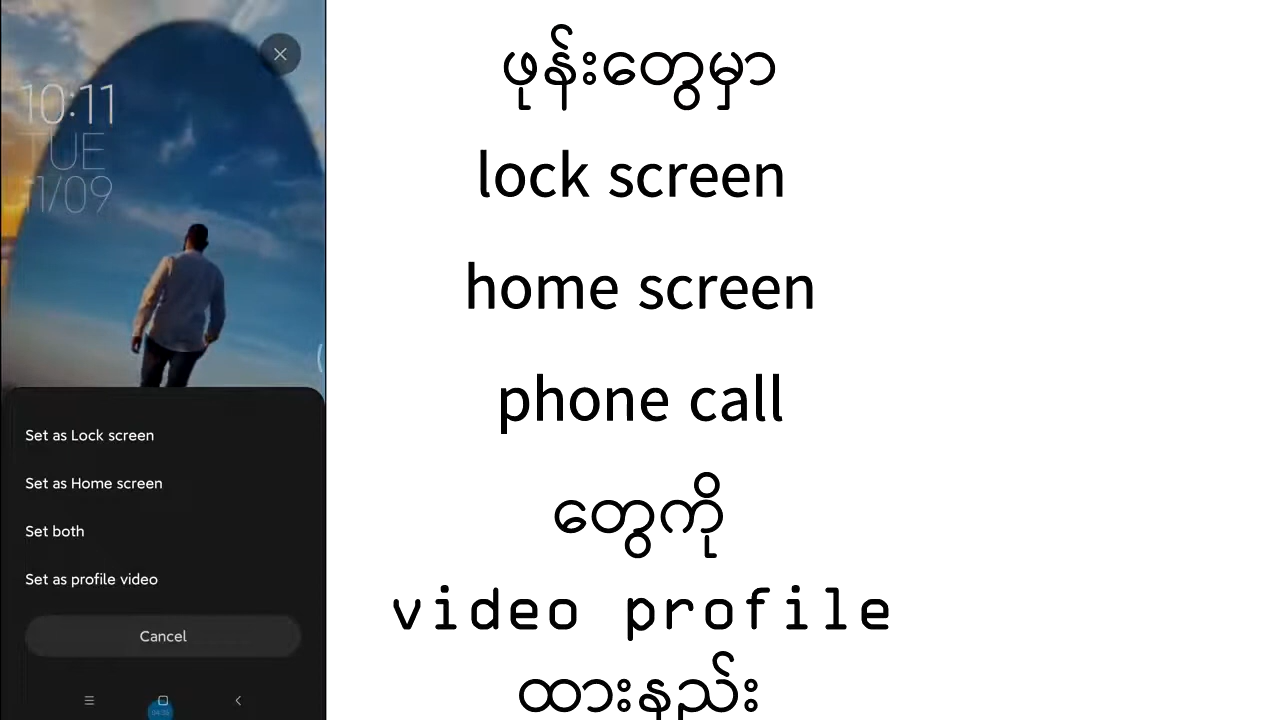 10:11
TUE
11/09
Set as Lock screen
Set as Home screen
Set both
Set as profile video
Cancel
ဖုန်းတွေမှာ
lock screen
home screen
phone call
တွေကို
video profile
ထားနည်း